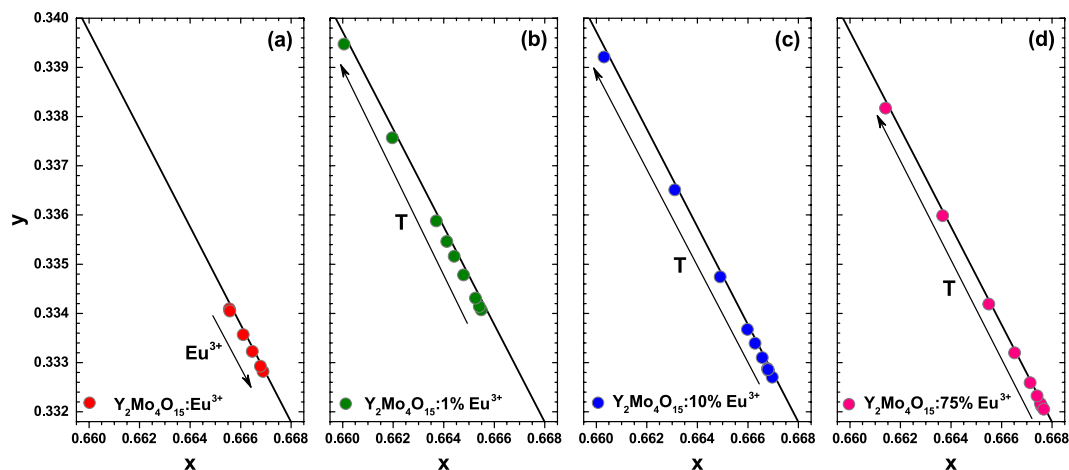 0.340
0.339
0.338
0.337
0.336
0.335
0.334
0.333
0.332
y
(a)
Eu³⁺
Y₂Mo₄O₁₅:Eu³⁺
0.660 0.662 0.664 0.666 0.668
x
(b)
T
Y₂Mo₄O₁₅:1% Eu³⁺
0.660 0.662 0.664 0.666 0.668
x
(c)
T
Y₂Mo₄O₁₅:10% Eu³⁺
0.660 0.662 0.664 0.666 0.668
x
(d)
T
Y₂Mo₄O₁₅:75% Eu³⁺
0.660 0.662 0.664 0.666 0.668
x